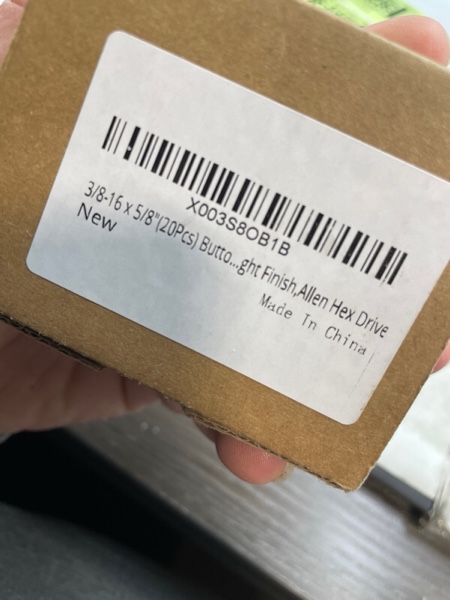 X003S8OB1B
3/8-16 x 5/8"(20Pcs) Butto...ght Finish,Allen Hex Drive
New
Made In China